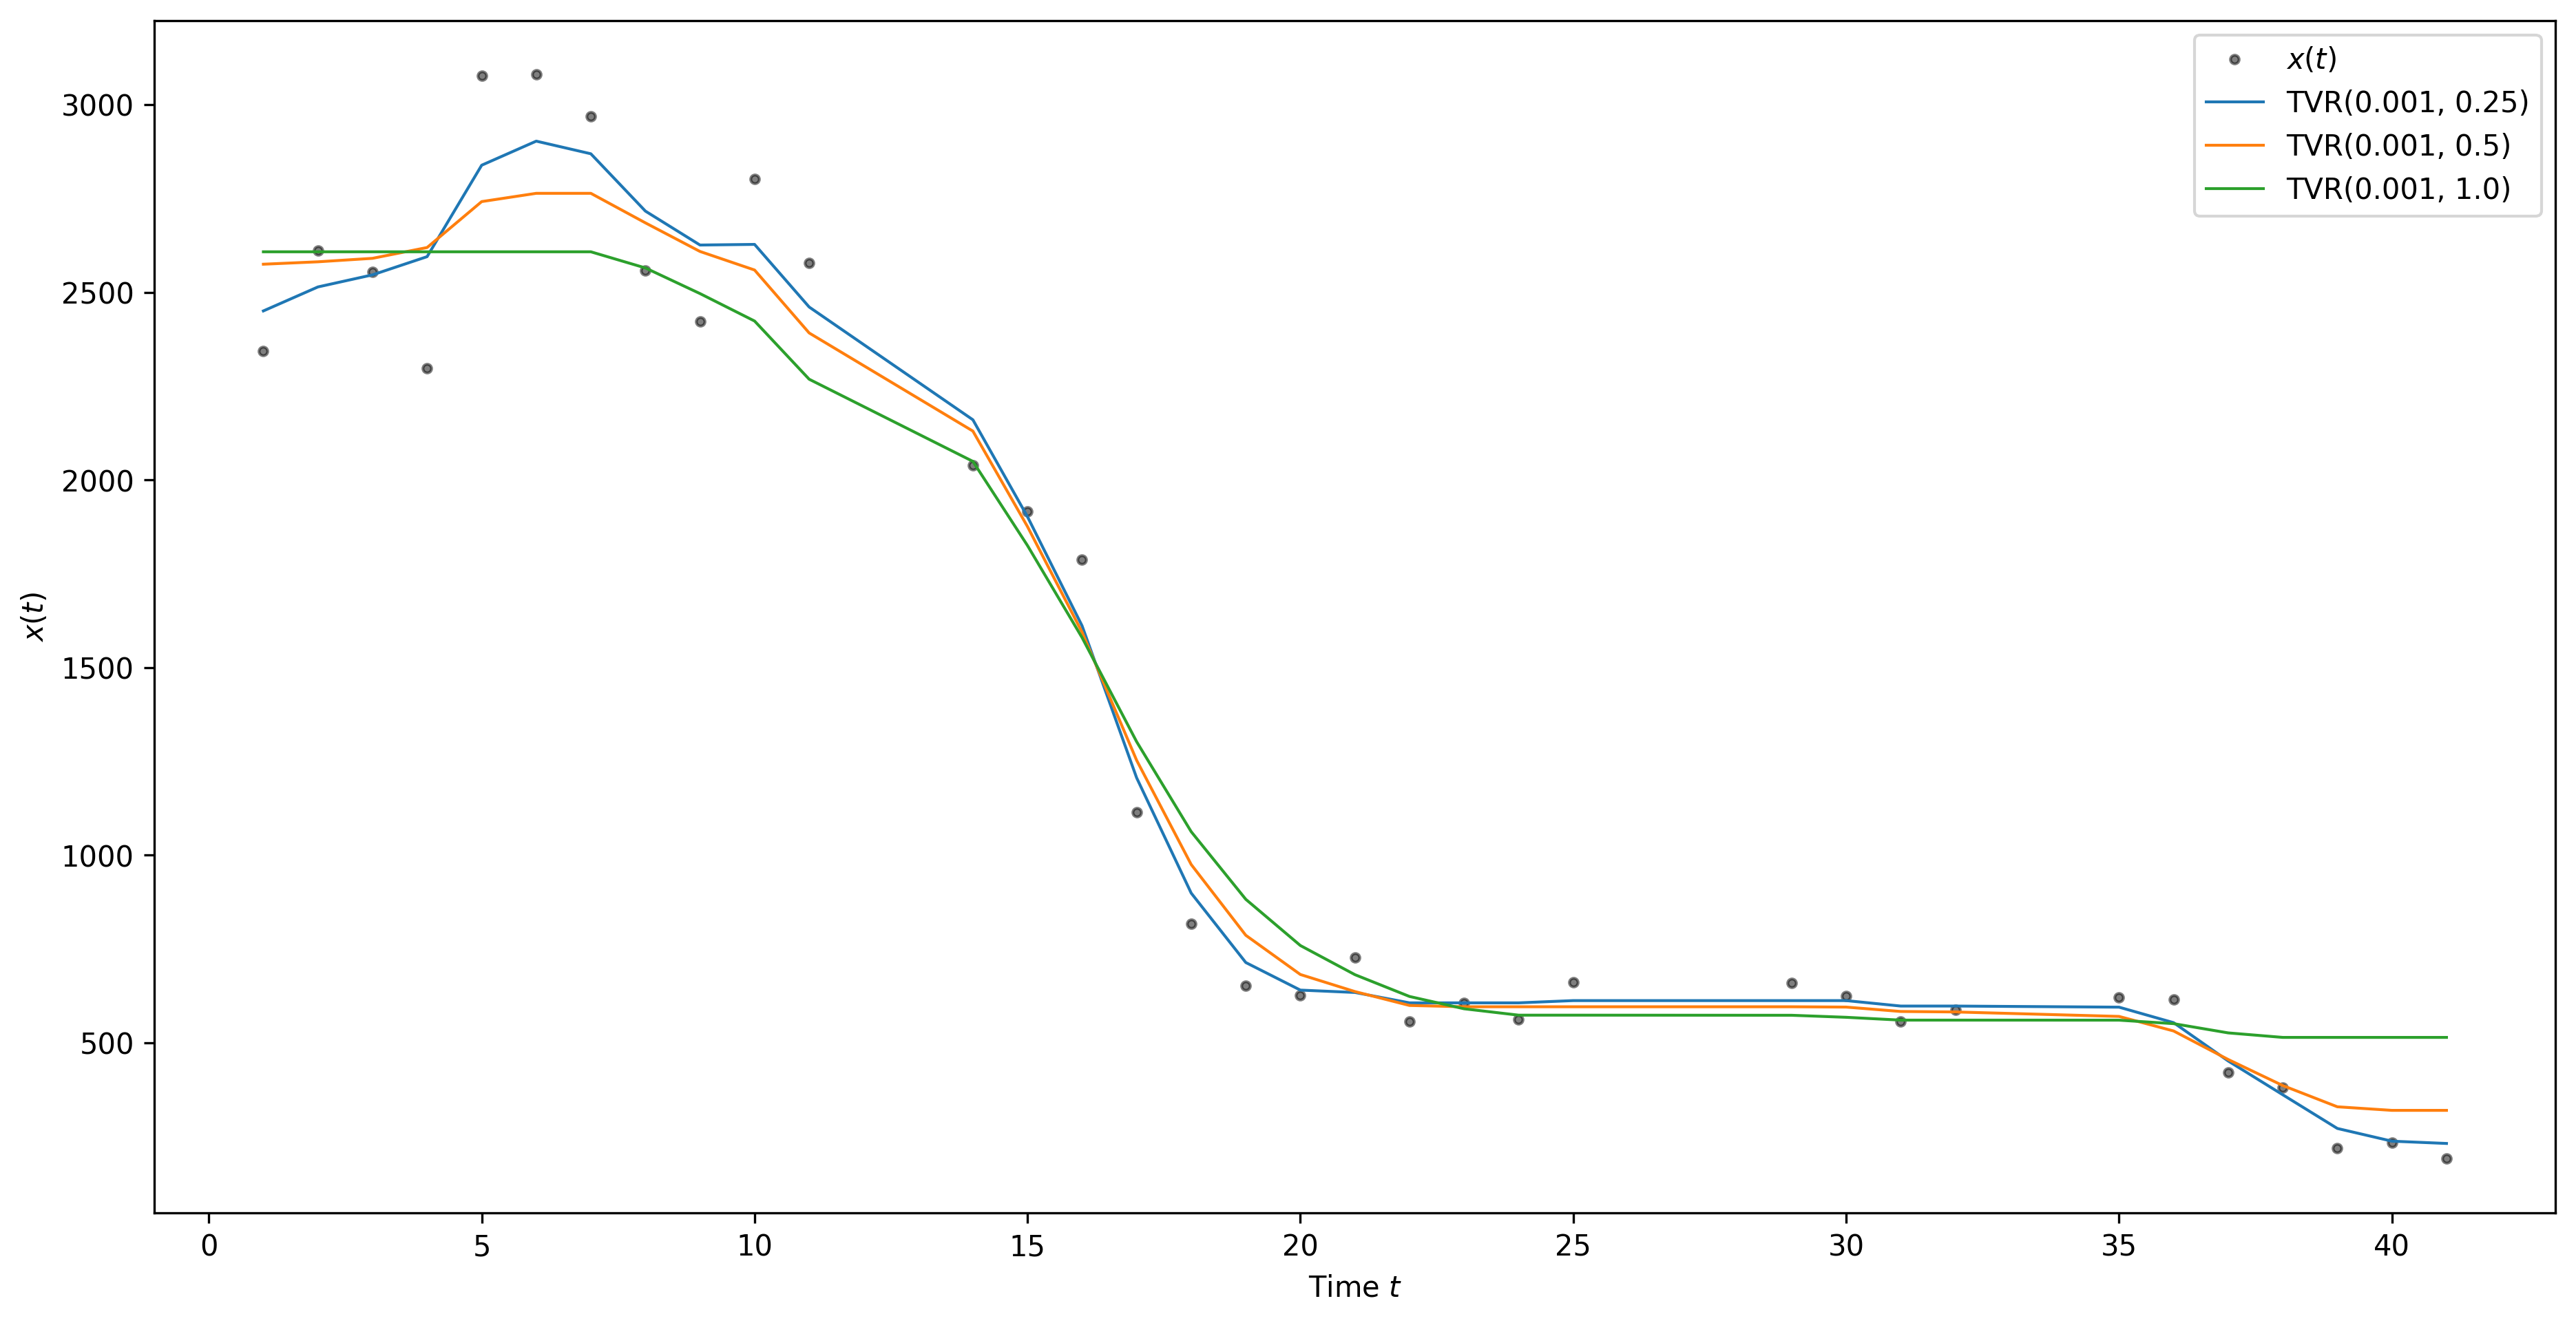 x(t)
TVR(0.001, 0.25)
TVR(0.001, 0.5)
TVR(0.001, 1.0)
3000
2500
2000
1500
1000
500
x(t)
0 5 10 15 20 25 30 35 40
Time t